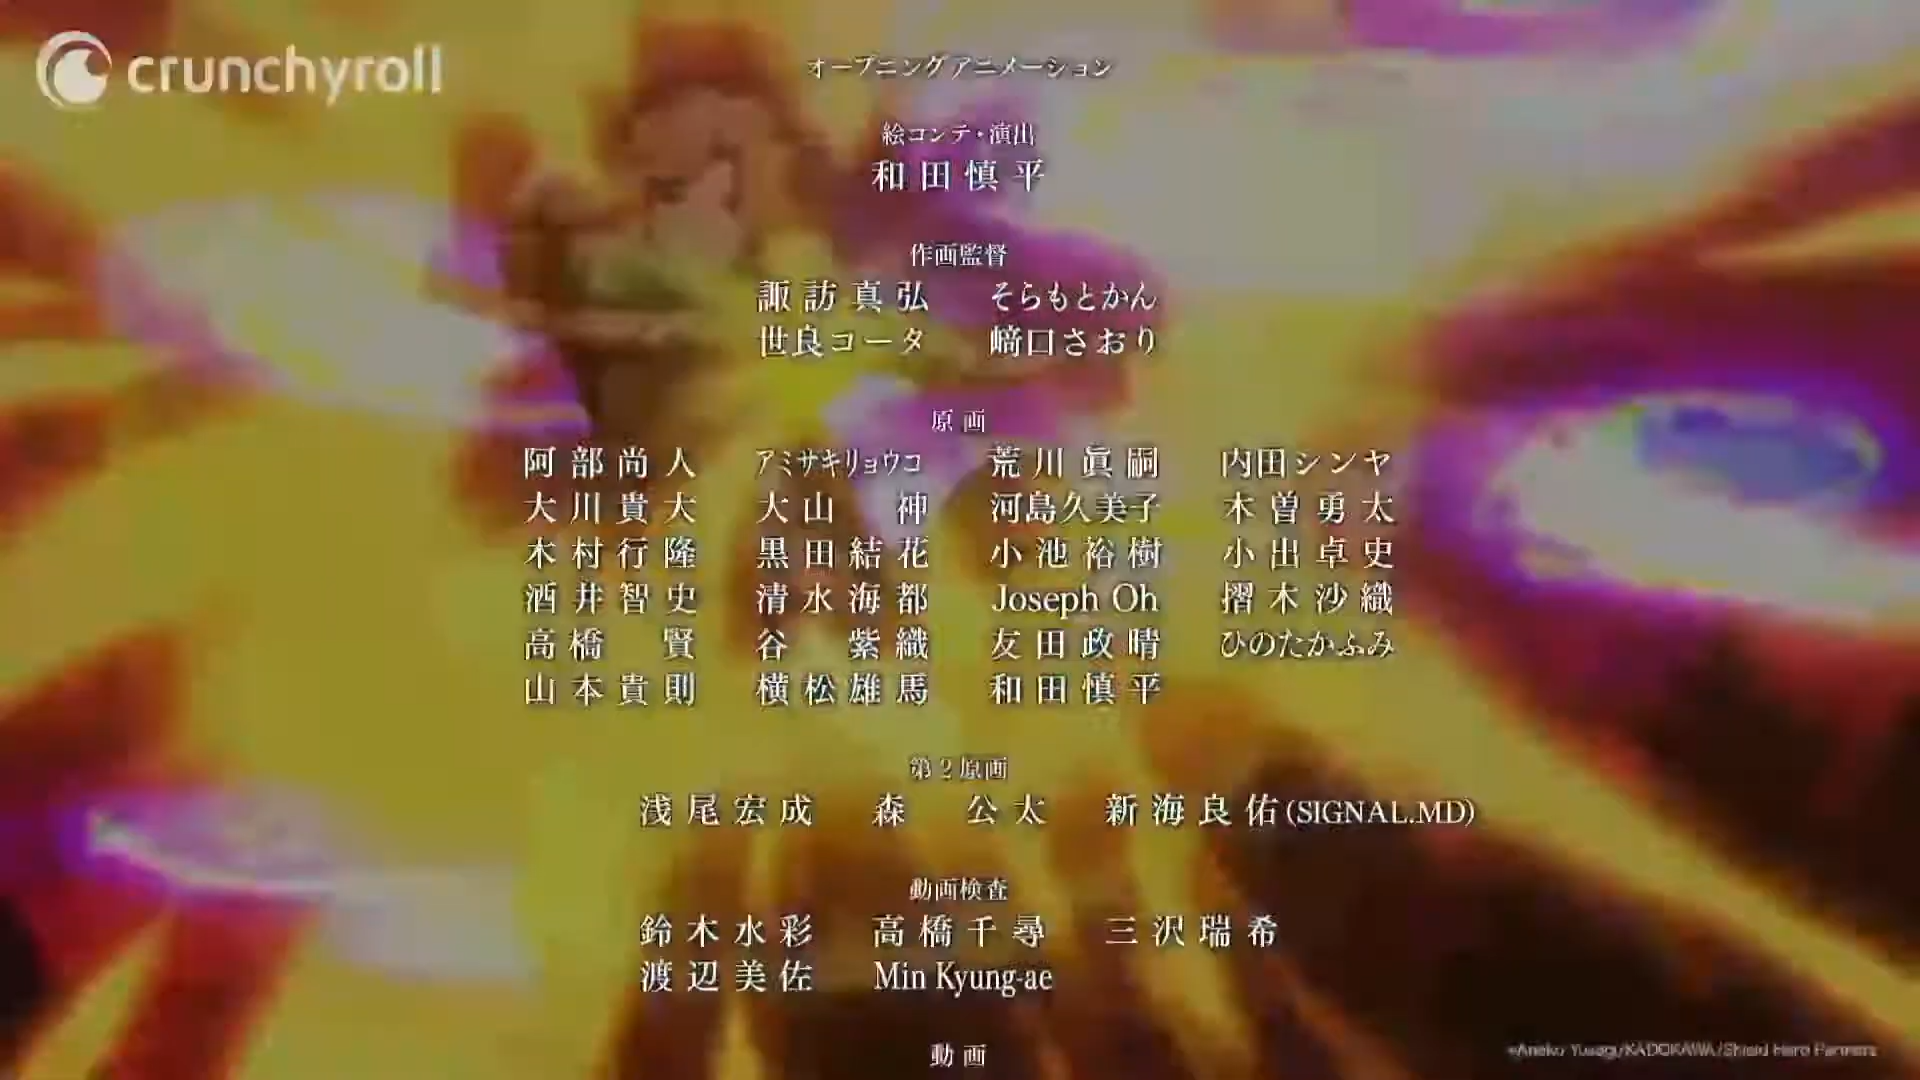 crunchyroll
オープニングアニメーション
絵コンテ・演出
和田慎平
作画監督
諏訪真弘 そらもとかん
世良コータ 﨑口さおり
原画
阿部尚人 アミサキリョウコ 荒川眞嗣 内田シンヤ
大川貴大 大山神 河島久美子 木曽勇太
木村行隆 黒田結花 小池裕樹 小出卓史
酒井智史 清水海都 Joseph Oh 摺木沙織
高橋賢 谷紫織 友田政晴 ひのたかふみ
山本貴則 横松雄馬 和田慎平
第2原画
浅尾宏成 森公太 新海良佑(SIGNAL.MD)
動画検査
鈴木水彩 高橋千尋 三沢瑞希
渡辺美佐 Min Kyung-ae
動画
©Aneko Yusagi/KADOKAWA/Shield Hero Partners